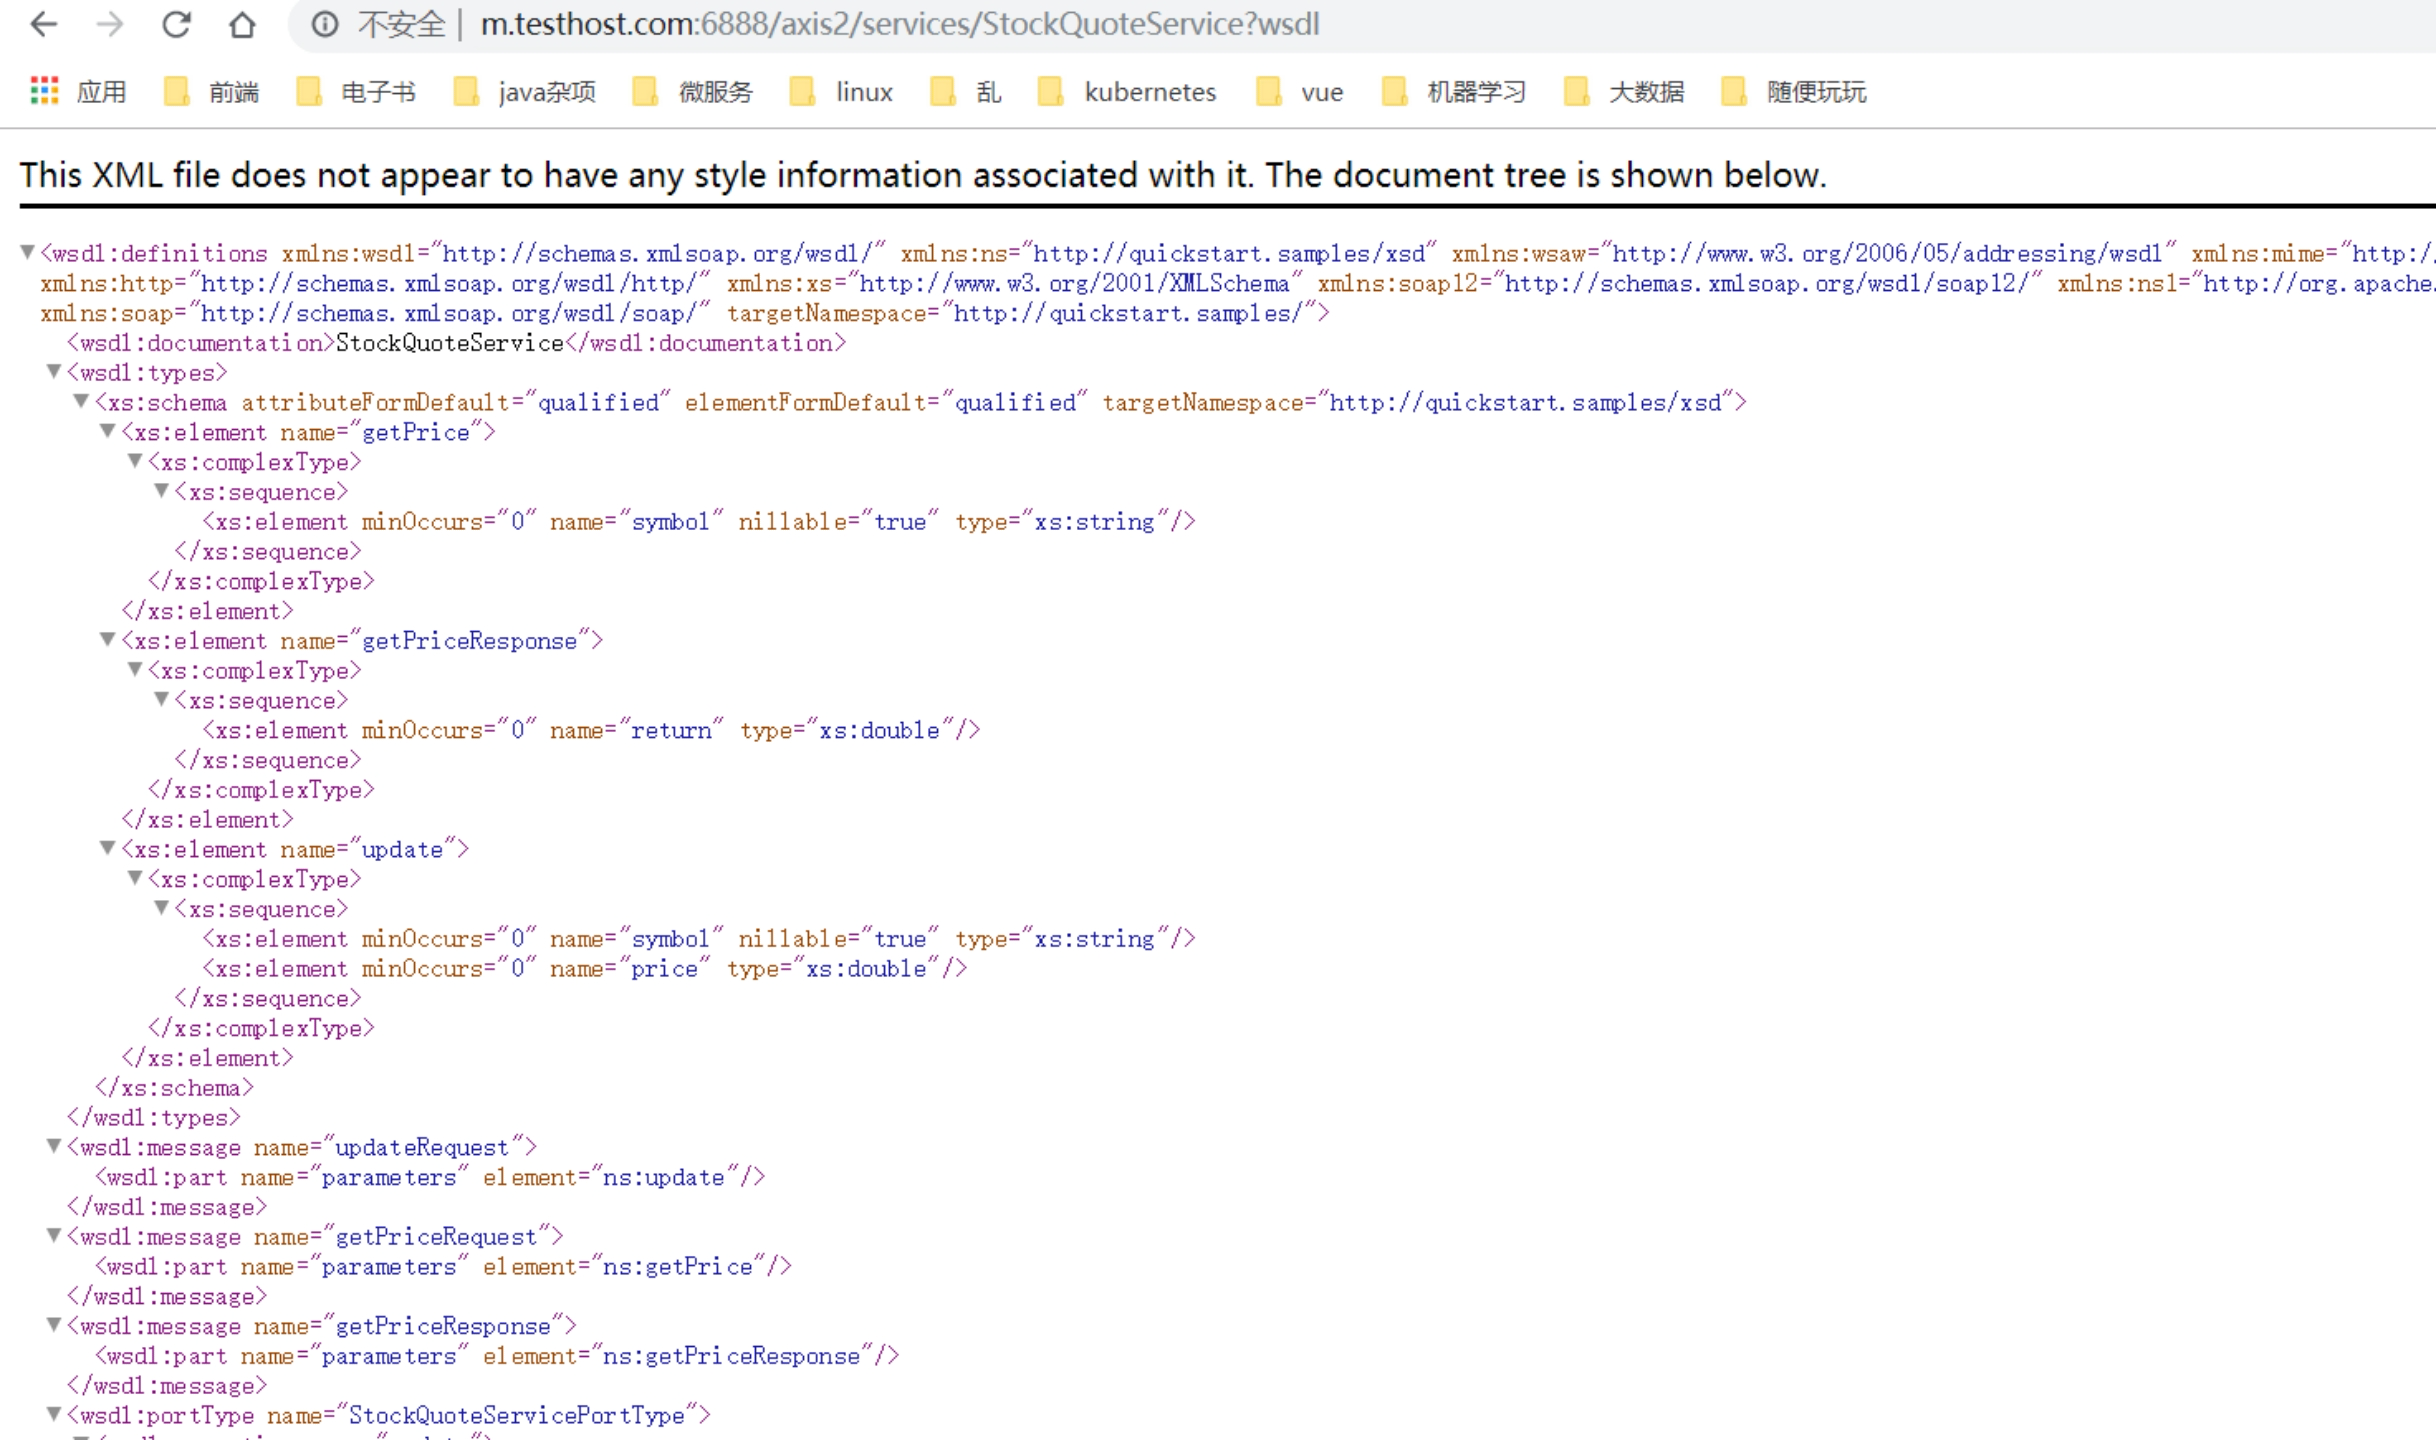 不安全 | m.testhost.com:6888/axis2/services/StockQuoteService?wsdl
应用 前端 电子书 java杂项 微服务 linux 乱 kubernetes vue 机器学习 大数据 随便玩玩
This XML file does not appear to have any style information associated with it. The document tree is shown below.
▼<wsdl:definitions xmlns:wsdl="http://schemas.xmlsoap.org/wsdl/" xmlns:ns="http://quickstart.samples/xsd" xmlns:wsaw="http://www.w3.org/2006/05/addressing/wsdl" xmlns:mime="http:/
xmlns:http="http://schemas.xmlsoap.org/wsdl/http/" xmlns:xs="http://www.w3.org/2001/XMLSchema" xmlns:soap12="http://schemas.xmlsoap.org/wsdl/soap12/" xmlns:ns1="http://org.apache.
xmlns:soap="http://schemas.xmlsoap.org/wsdl/soap/" targetNamespace="http://quickstart.samples/">
<wsdl:documentation>StockQuoteService</wsdl:documentation>
▼<wsdl:types>
▼<xs:schema attributeFormDefault="qualified" elementFormDefault="qualified" targetNamespace="http://quickstart.samples/xsd">
▼<xs:element name="getPrice">
▼<xs:complexType>
▼<xs:sequence>
<xs:element minOccurs="0" name="symbol" nillable="true" type="xs:string"/>
</xs:sequence>
</xs:complexType>
</xs:element>
▼<xs:element name="getPriceResponse">
▼<xs:complexType>
▼<xs:sequence>
<xs:element minOccurs="0" name="return" type="xs:double"/>
</xs:sequence>
</xs:complexType>
</xs:element>
▼<xs:element name="update">
▼<xs:complexType>
▼<xs:sequence>
<xs:element minOccurs="0" name="symbol" nillable="true" type="xs:string"/>
<xs:element minOccurs="0" name="price" type="xs:double"/>
</xs:sequence>
</xs:complexType>
</xs:element>
</xs:schema>
</wsdl:types>
▼<wsdl:message name="updateRequest">
<wsdl:part name="parameters" element="ns:update"/>
</wsdl:message>
▼<wsdl:message name="getPriceRequest">
<wsdl:part name="parameters" element="ns:getPrice"/>
</wsdl:message>
▼<wsdl:message name="getPriceResponse">
<wsdl:part name="parameters" element="ns:getPriceResponse"/>
</wsdl:message>
▼<wsdl:portType name="StockQuoteServicePortType">